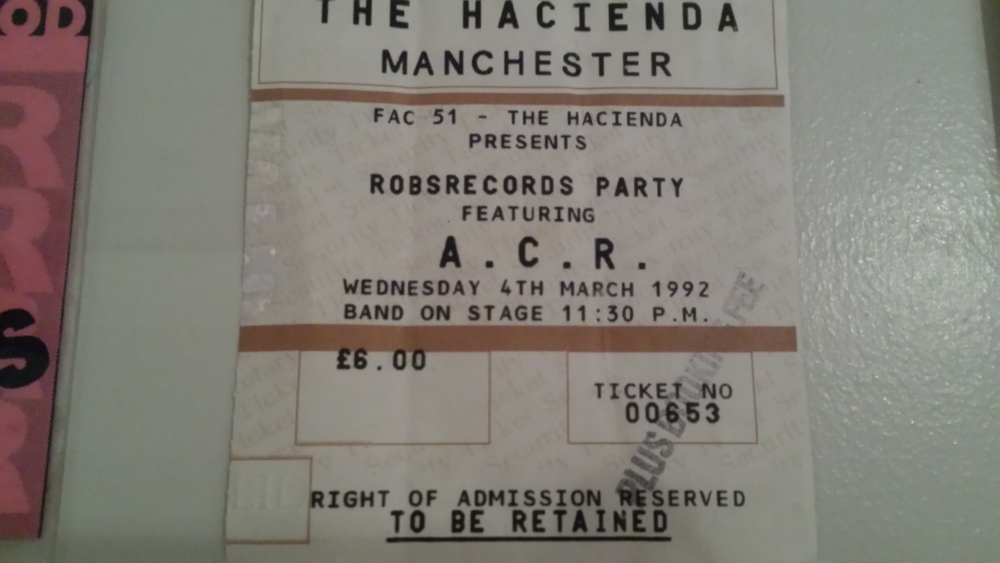 THE HACIENDA
MANCHESTER
FAC 51 - THE HACIENDA
PRESENTS
ROBSRECORDS PARTY
FEATURING
A.C.R.
WEDNESDAY 4TH MARCH 1992
BAND ON STAGE 11:30 P.M.
£6.00
TICKET NO
00653
PLUS BOOKING FEE
RIGHT OF ADMISSION RESERVED
TO BE RETAINED